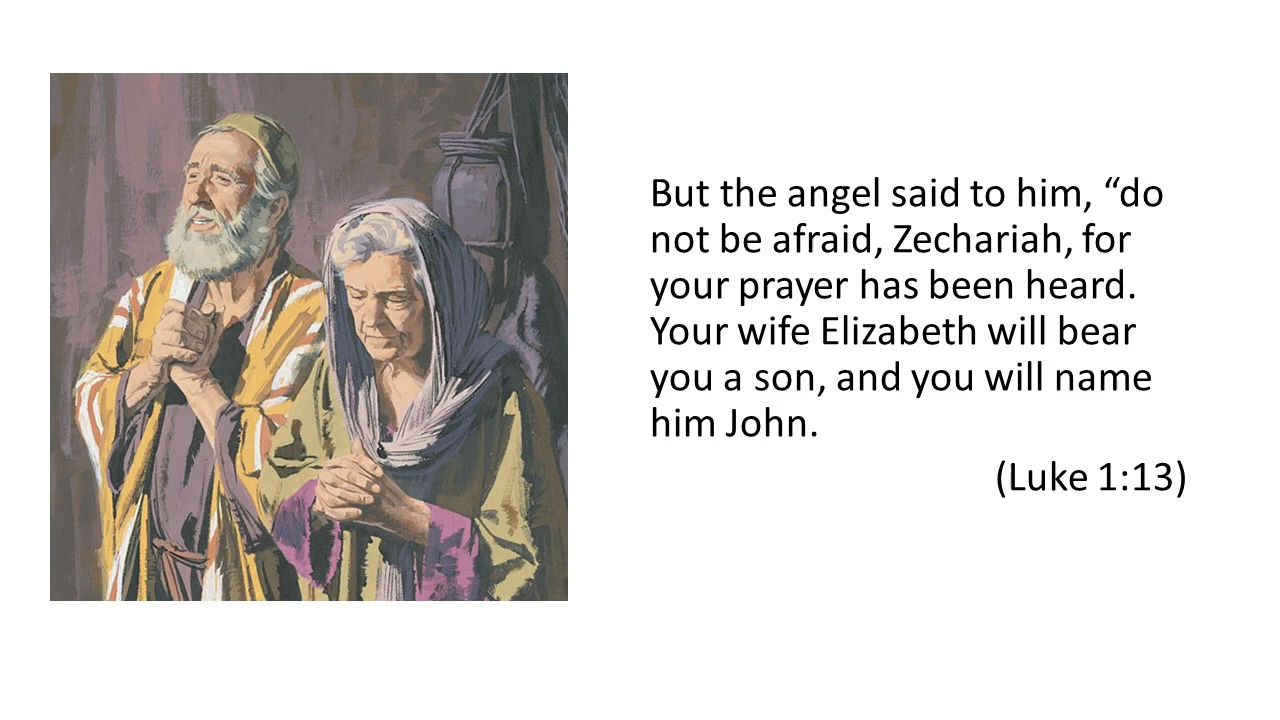 But the angel said to him, “do
not be afraid, Zechariah, for
your prayer has been heard.
Your wife Elizabeth will bear
you a son, and you will name
him John.
(Luke 1:13)